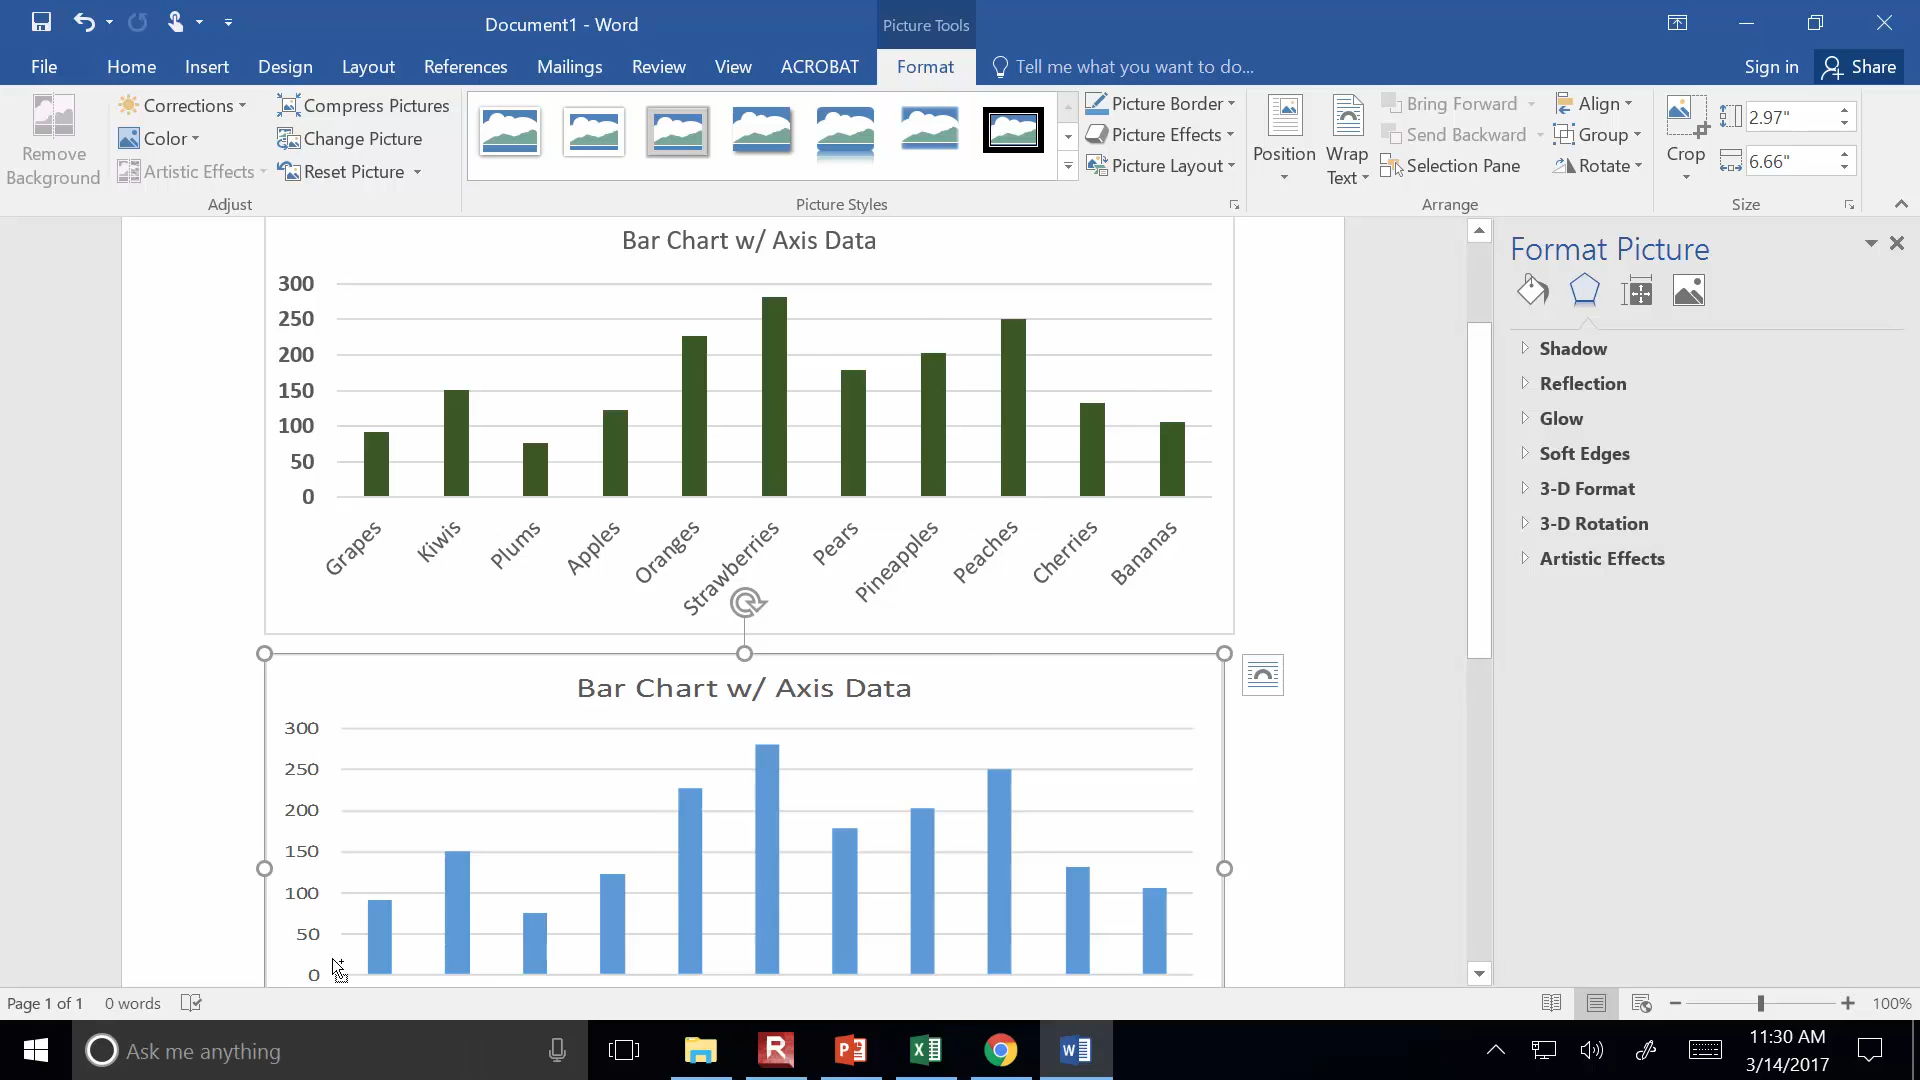 Document1 - Word
Picture Tools
File Home Insert Design Layout References Mailings Review View ACROBAT Format Tell me what you want to do... Sign in Share
Remove Background
Corrections
Color
Artistic Effects
Compress Pictures
Change Picture
Reset Picture
Adjust
Picture Styles
Picture Border
Picture Effects
Picture Layout
Position
Wrap Text
Bring Forward
Send Backward
Selection Pane
Align
Group
Rotate
Arrange
Crop
2.97"
6.66"
Size
Bar Chart w/ Axis Data
300
250
200
150
100
50
0
Grapes Kiwis Plums Apples Oranges Strawberries Pears Pineapples Peaches Cherries Bananas
Bar Chart w/ Axis Data
300
250
200
150
100
50
0
Format Picture
Shadow
Reflection
Glow
Soft Edges
3-D Format
3-D Rotation
Artistic Effects
Page 1 of 1 0 words 100%
Ask me anything
11:30 AM
3/14/2017